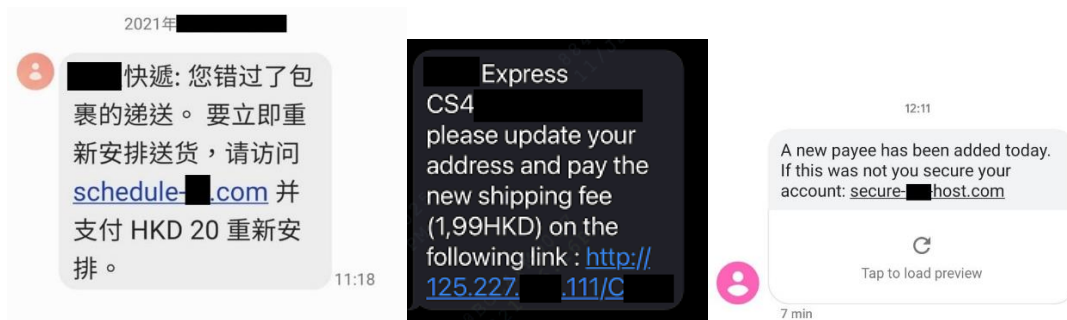 2021年
快遞: 您错过了包
裹的递送。 要立即重
新安排送货，请访问
schedule-.com 并
支付 HKD 20 重新安
排。
11:18
Express
CS4
please update your
address and pay the
new shipping fee
(1,99HKD) on the
following link : http://
125.227. .111/C
12:11
A new payee has been added today.
If this was not you secure your
account: secure- -host.com
Tap to load preview
7 min